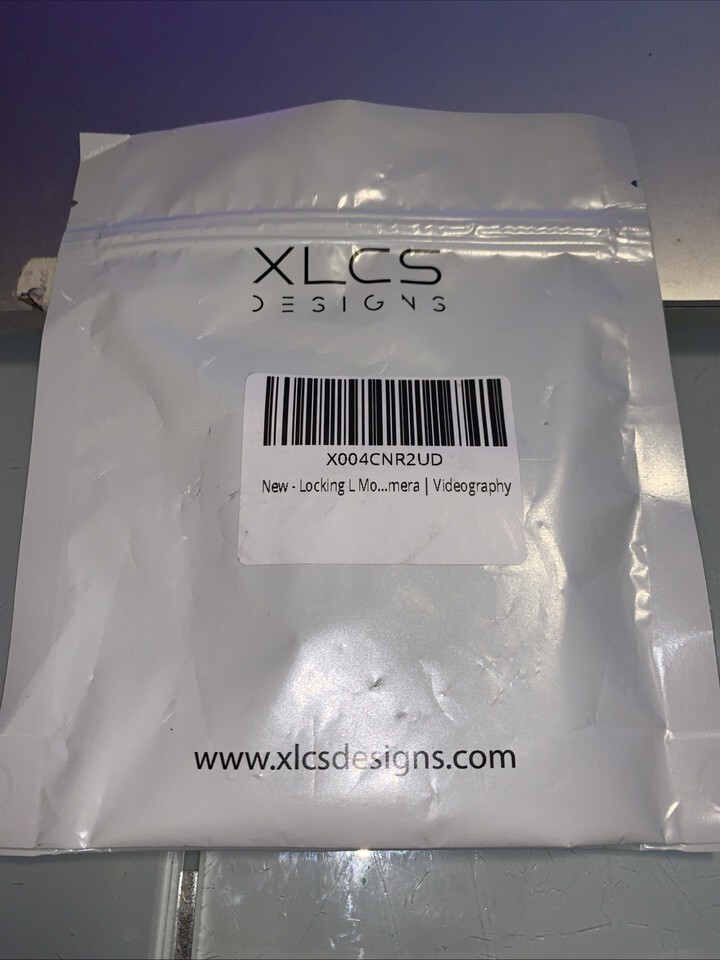 XLCS
DESIGNS
X004CNR2UD
New - Locking L Mo...mera | Videography
www.xlcsdesigns.com